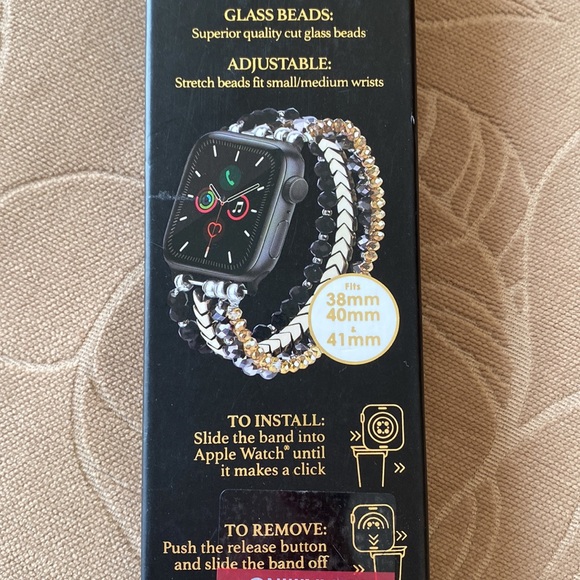 GLASS BEADS:
Superior quality cut glass beads
ADJUSTABLE:
Stretch beads fit small/medium wrists
Fits
38mm
40mm
&
41mm
TO INSTALL:
Slide the band into
Apple Watch® until
it makes a click
TO REMOVE:
Push the release button
and slide the band off